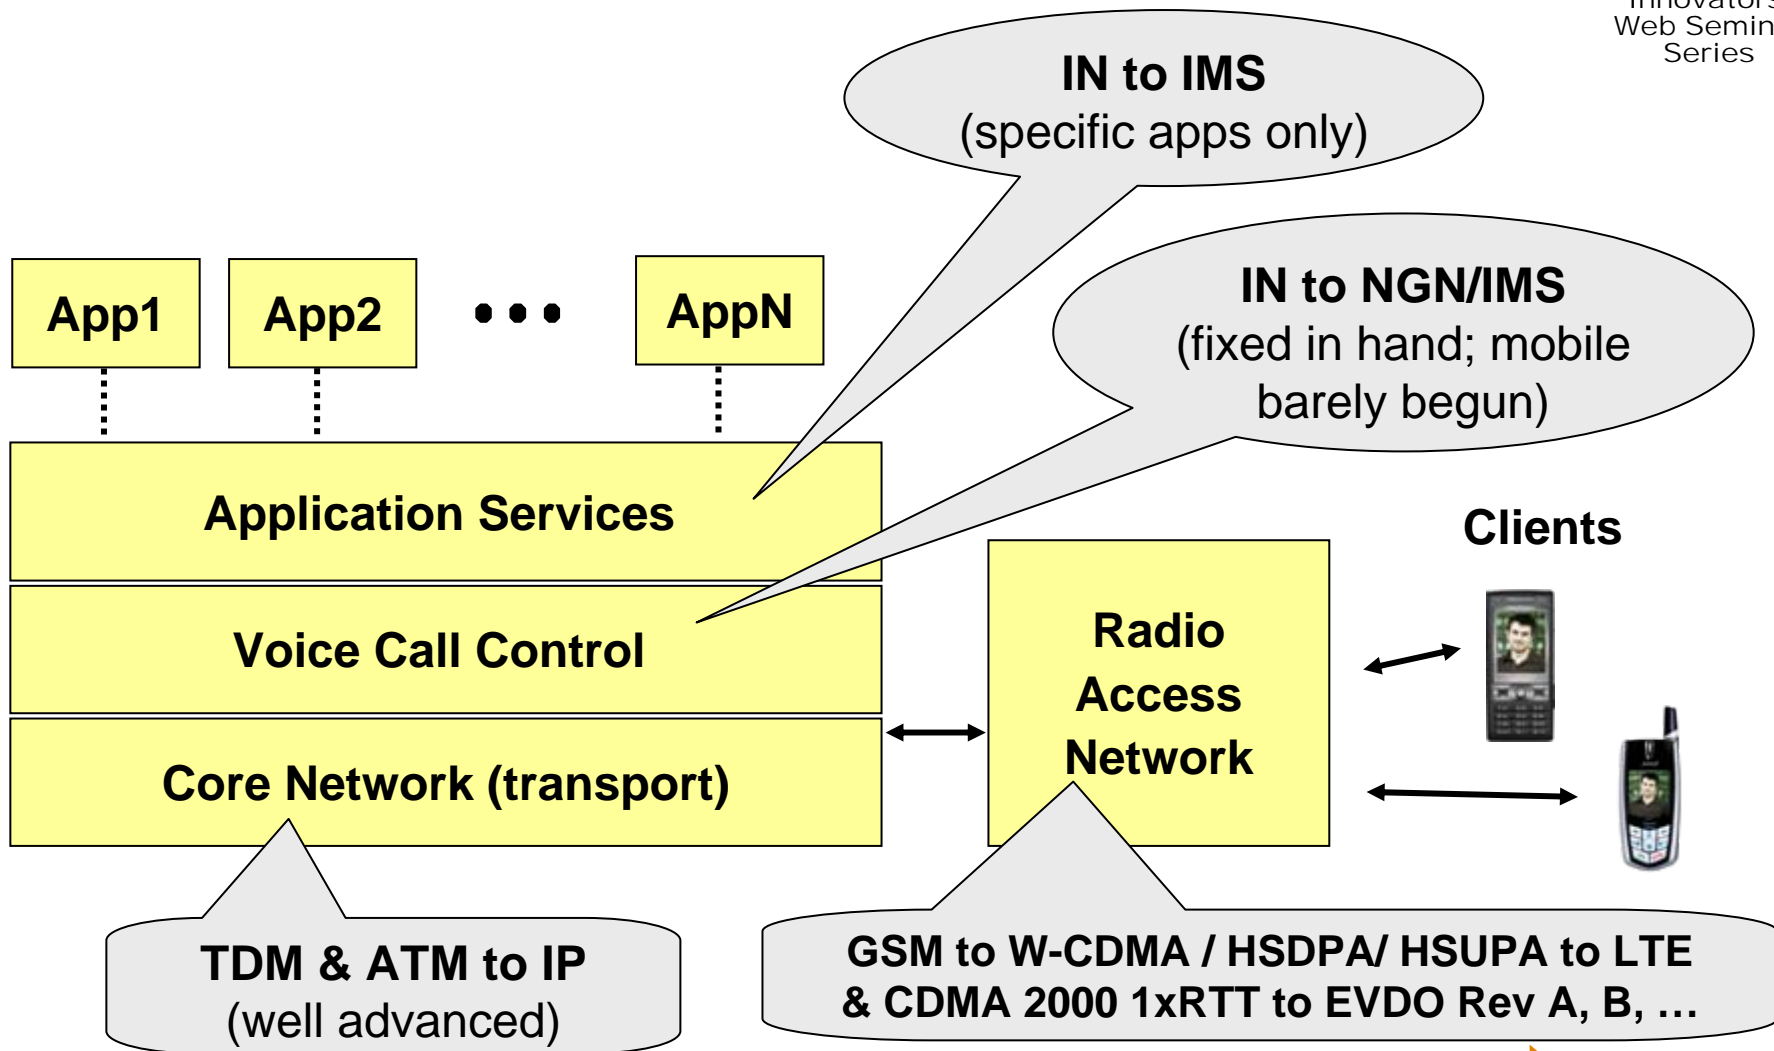 Web Semin
Series
IN to IMS
(specific apps only)
IN to NGN/IMS
(fixed in hand; mobile
barely begun)
App1
App2
• • •
AppN
Application Services
Clients
Voice Call Control
Radio
Access
Network
Core Network (transport)
TDM & ATM to IP
(well advanced)
GSM to W-CDMA / HSDPA/ HSUPA to LTE
& CDMA 2000 1xRTT to EVDO Rev A, B, …